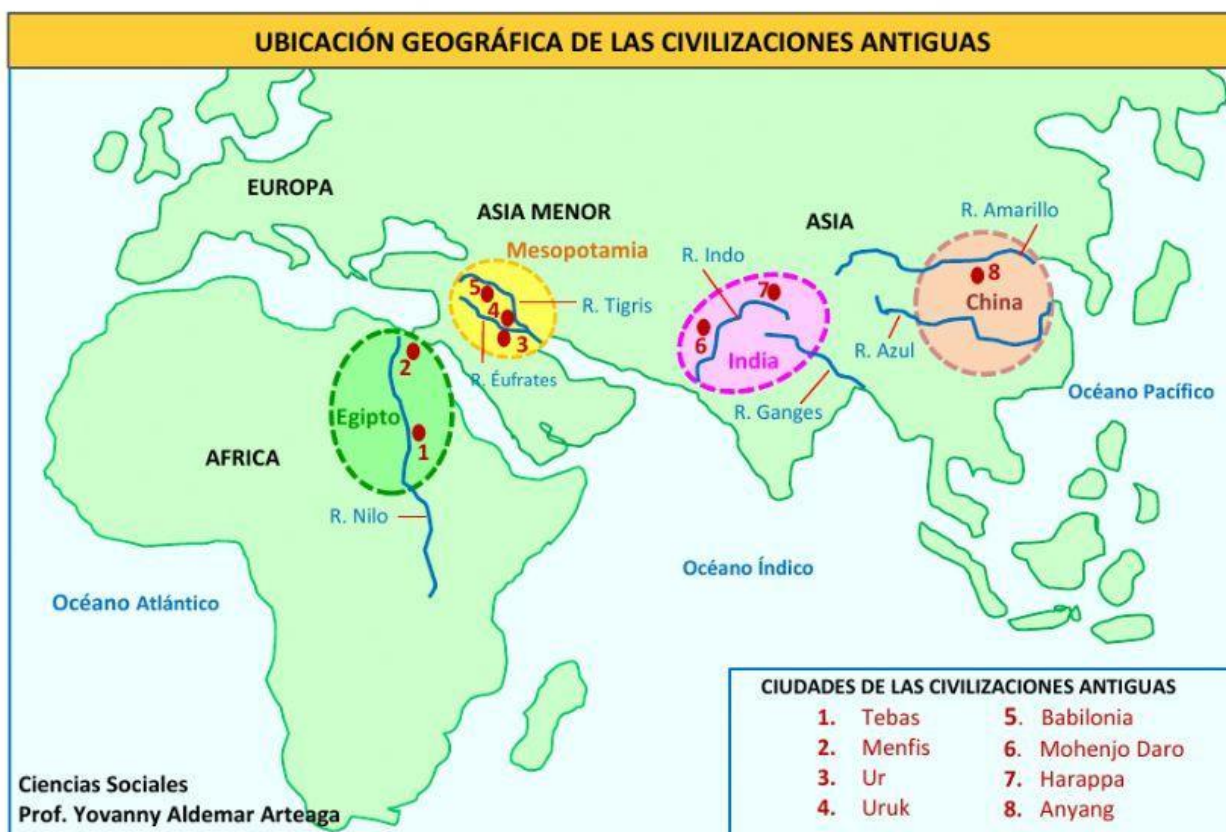 UBICACIÓN GEOGRÁFICA DE LAS CIVILIZACIONES ANTIGUAS
EUROPA
ASIA MENOR
Mesopotamia
ASIA
R. Amarillo
R. Indo
5
4
3
R. Tigris
R. Éufrates
7
6
India
R. Ganges
8
China
R. Azul
Océano Pacífico
2
Egipto
1
AFRICA
R. Nilo
Océano Atlántico
Océano Índico
CIUDADES DE LAS CIVILIZACIONES ANTIGUAS
1. Tebas
2. Menfis
3. Ur
4. Uruk
5. Babilonia
6. Mohenjo Daro
7. Harappa
8. Anyang
Ciencias Sociales
Prof. Yovanny Aldemar Arteaga